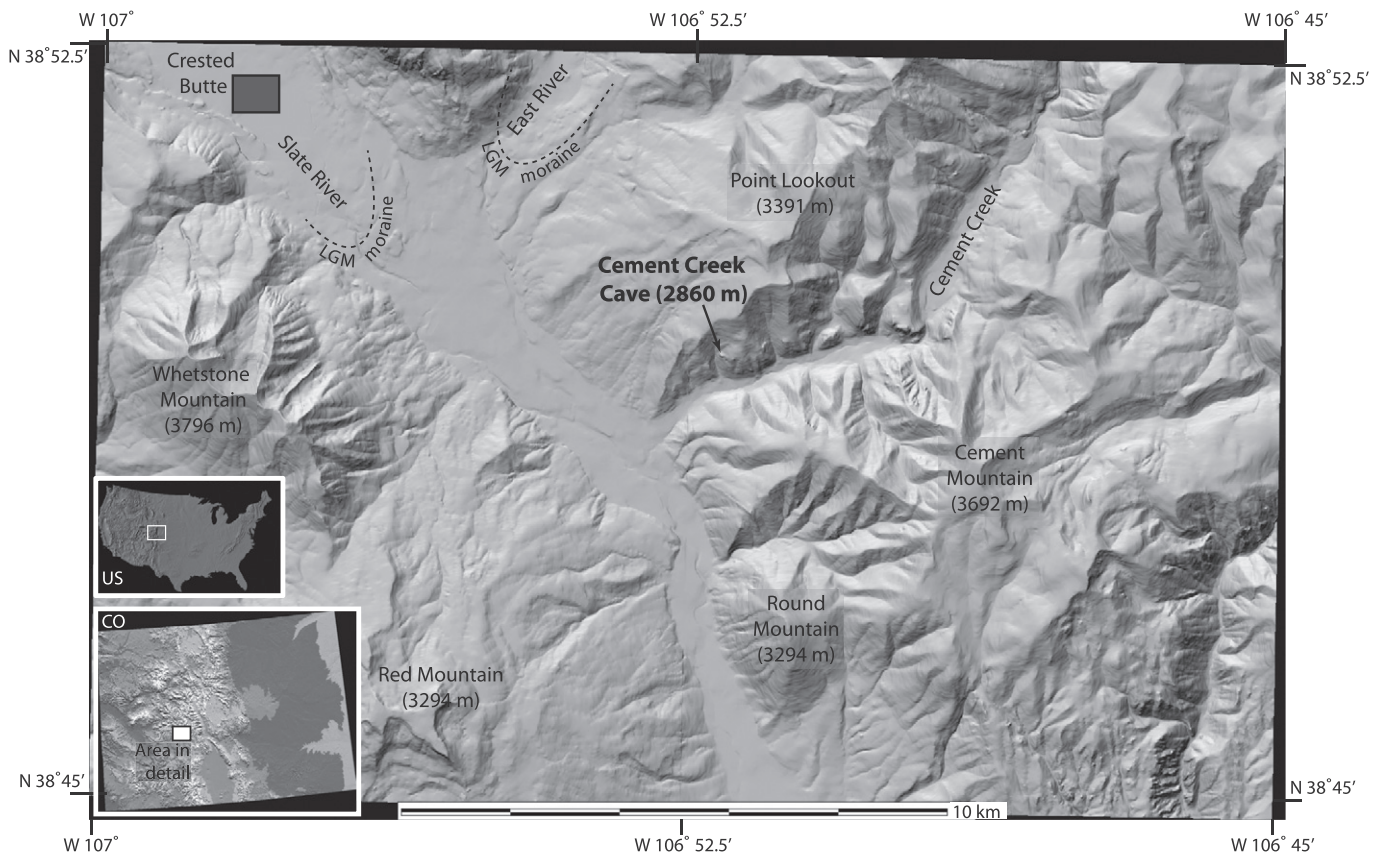 W 107˚
W 106˚ 52.5′
W 106˚ 45′
N 38˚52.5′
N 38˚52.5′
Crested
Butte
East River
LGM
moraine
Slate River
LGM
moraine
Point Lookout
(3391 m)
Cement Creek
Cement Creek
Cave (2860 m)
Whetstone
Mountain
(3796 m)
Cement
Mountain
(3692 m)
US
Round
Mountain
(3294 m)
CO
Red Mountain
(3294 m)
Area in
detail
N 38˚45′
N 38˚45′
10 km
W 107˚
W 106˚ 52.5′
W 106˚ 45′